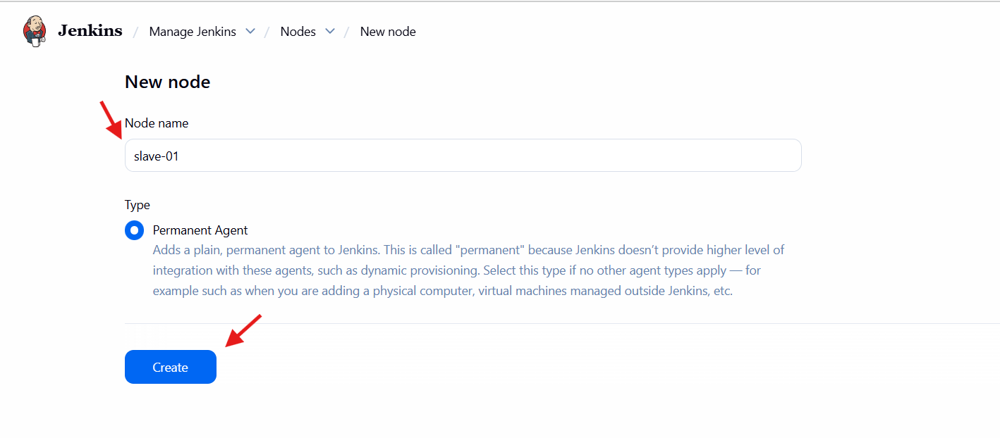 Jenkins / Manage Jenkins / Nodes / New node
New node
Node name
slave-01
Type
Permanent Agent
Adds a plain, permanent agent to Jenkins. This is called "permanent" because Jenkins doesn’t provide higher level of
integration with these agents, such as dynamic provisioning. Select this type if no other agent types apply — for
example such as when you are adding a physical computer, virtual machines managed outside Jenkins, etc.
Create